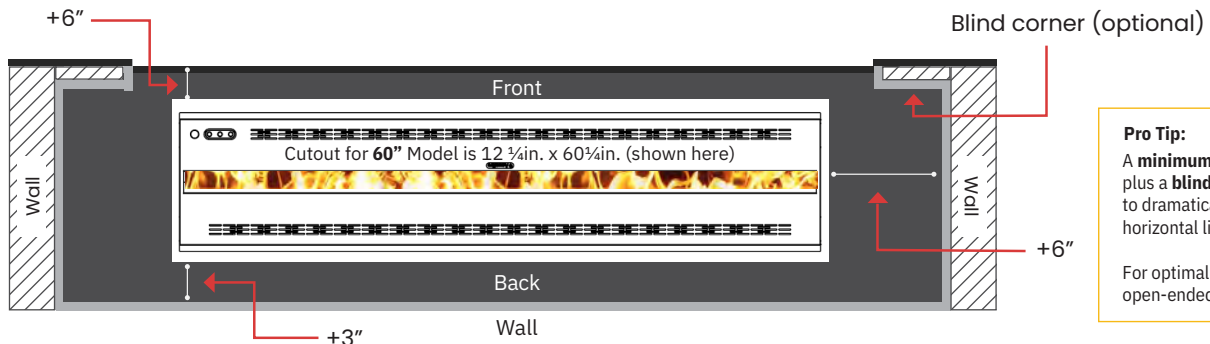 +6”
Blind corner (optional)
Front
Cutout for 60” Model is 12 ¼in. x 60¼in. (shown here)
Wall
Wall
+6”
Back
Wall
+3”
Pro Tip:
A minimum
plus a blind
to dramatica
horizontal li
For optimal
open-ended